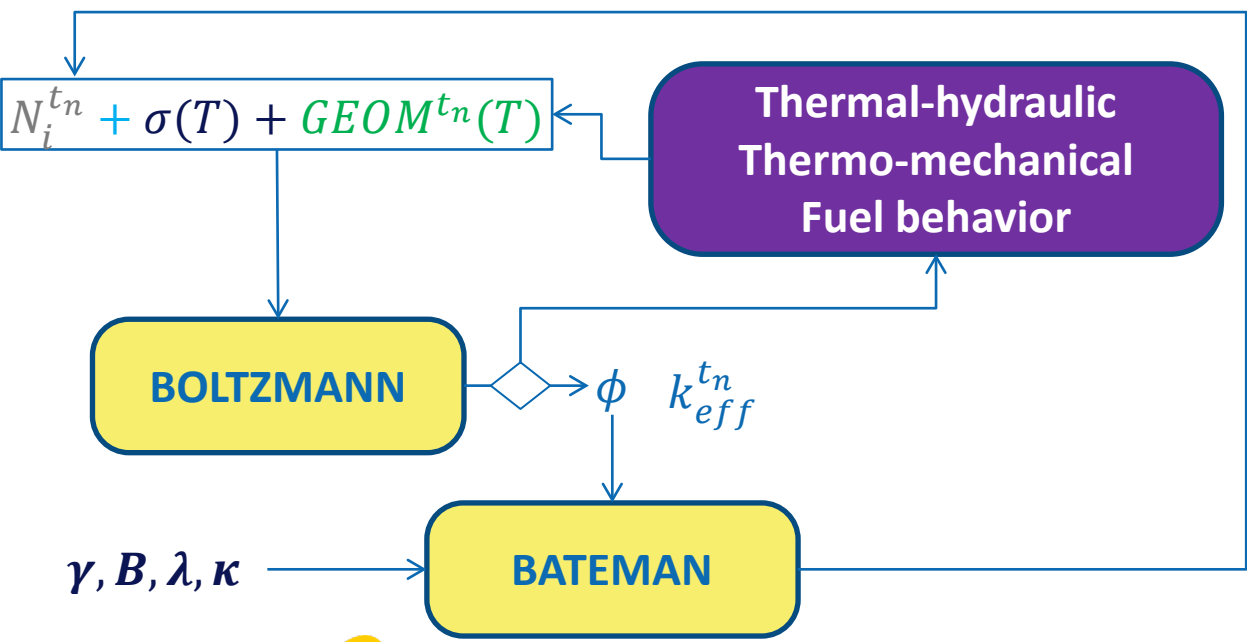 Thermal-hydraulic
Thermo-mechanical
Fuel behavior
N_i^{t_n} + σ(T) + GEOM^{t_n}(T)
BOLTZMANN
ϕ k_{eff}^{t_n}
γ, B, λ, κ
BATEMAN